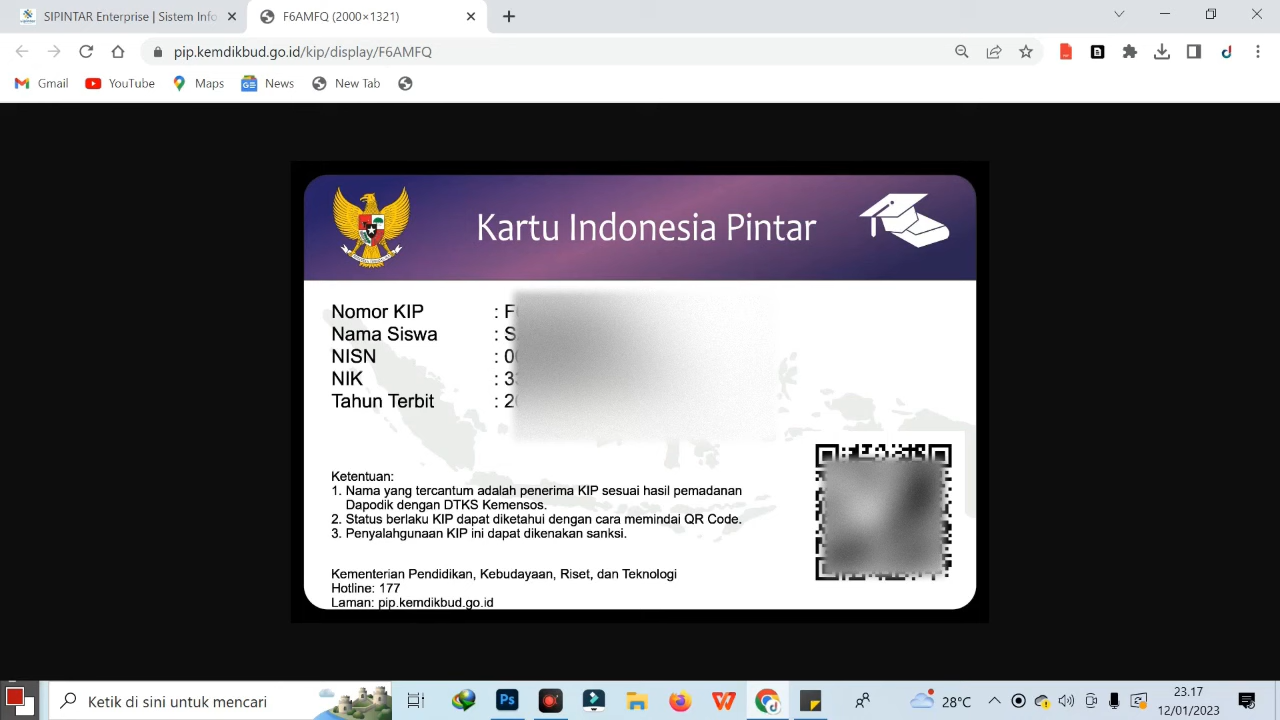 SIPINTAR Enterprise | Sistem Info
F6AMFQ (2000×1321)
pip.kemdikbud.go.id/kip/display/F6AMFQ
Gmail
YouTube
Maps
News
New Tab
Kartu Indonesia Pintar
Nomor KIP : F
Nama Siswa : S
NISN : 0
NIK : 3
Tahun Terbit : 2
Ketentuan:
1. Nama yang tercantum adalah penerima KIP sesuai hasil pemadanan
Dapodik dengan DTKS Kemensos.
2. Status berlaku KIP dapat diketahui dengan cara memindai QR Code.
3. Penyalahgunaan KIP ini dapat dikenakan sanksi.
Kementerian Pendidikan, Kebudayaan, Riset, dan Teknologi
Hotline: 177
Laman: pip.kemdikbud.go.id
Ketik di sini untuk mencari
Ps
28°C
23.17
12/01/2023